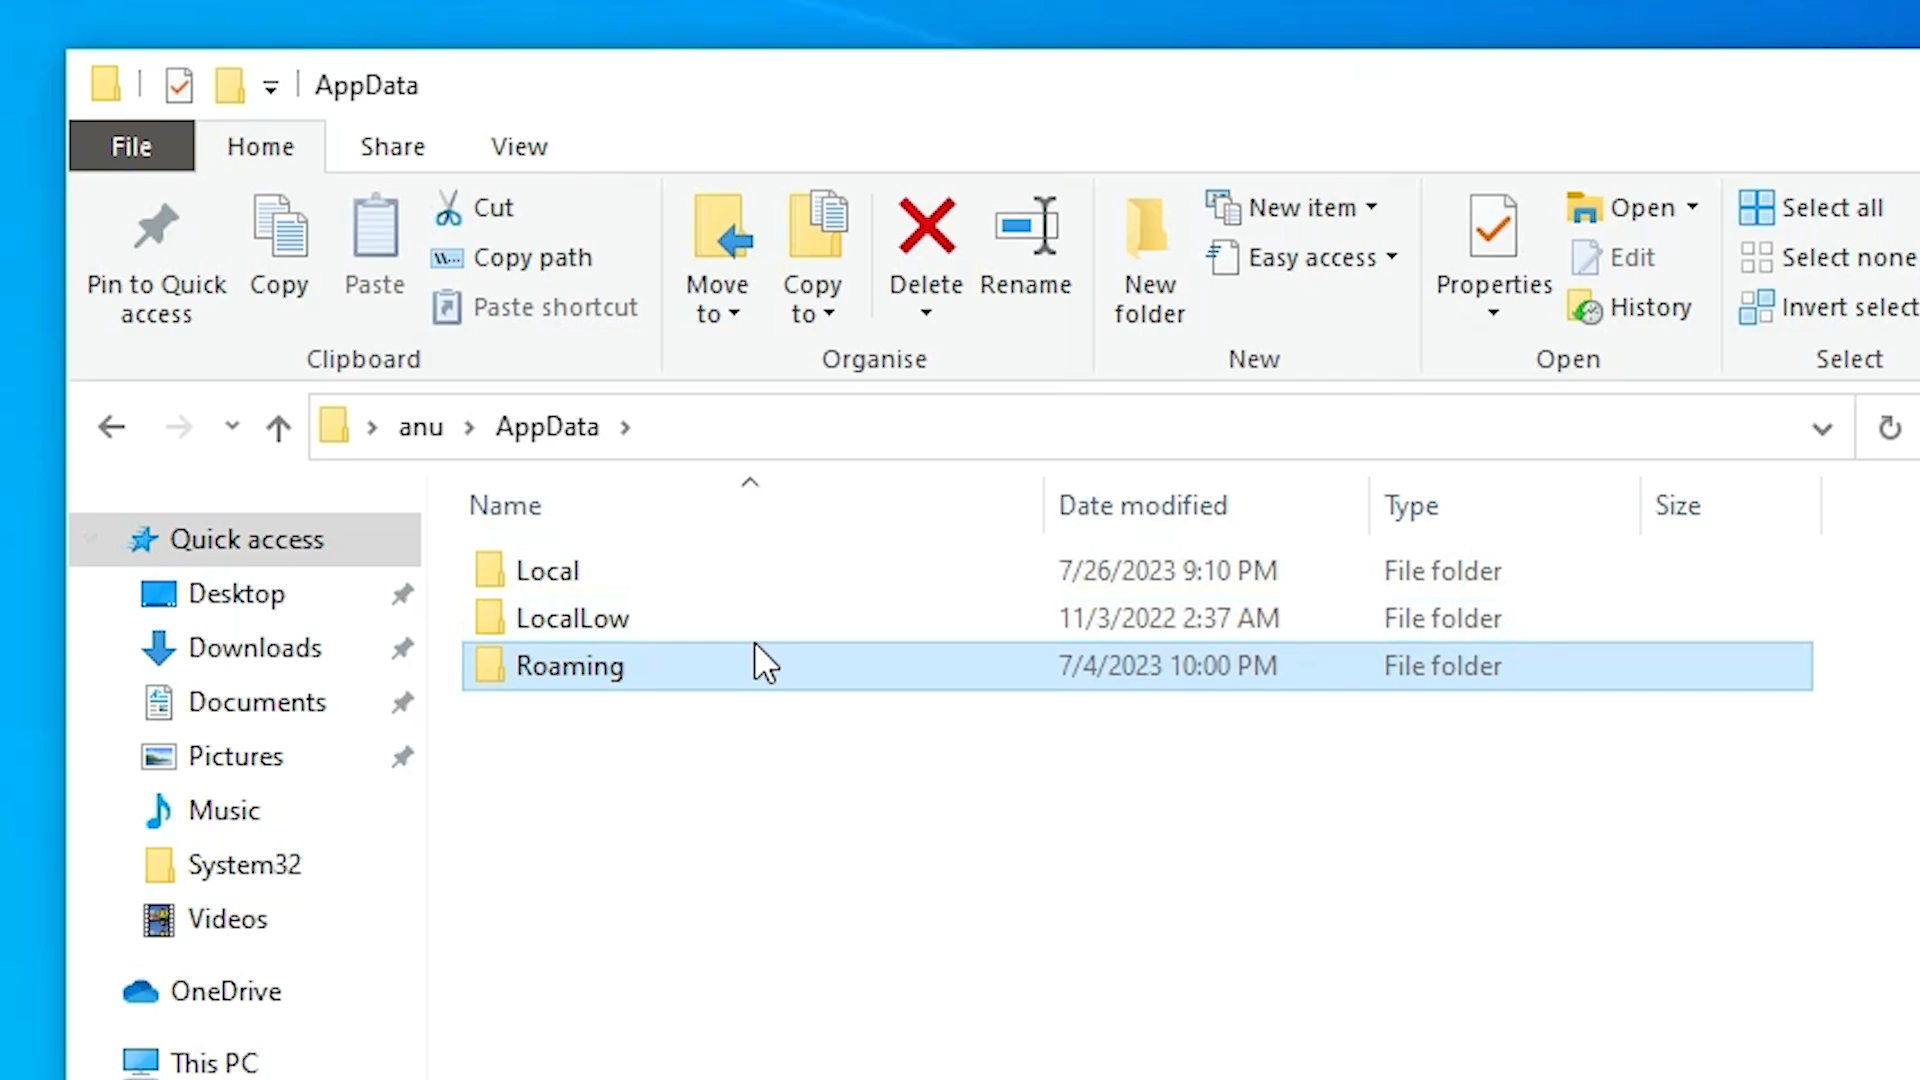 AppData
File Home Share View
Pin to Quick access
Copy
Paste
Cut
Copy path
Paste shortcut
Clipboard
Move to
Copy to
Delete
Rename
Organise
New folder
New item
Easy access
New
Properties
Open
Edit
History
Open
Select all
Select none
Invert select
Select
anu AppData
Name Date modified Type Size
Local 7/26/2023 9:10 PM File folder
LocalLow 11/3/2022 2:37 AM File folder
Roaming 7/4/2023 10:00 PM File folder
Quick access
Desktop
Downloads
Documents
Pictures
Music
System32
Videos
OneDrive
This PC